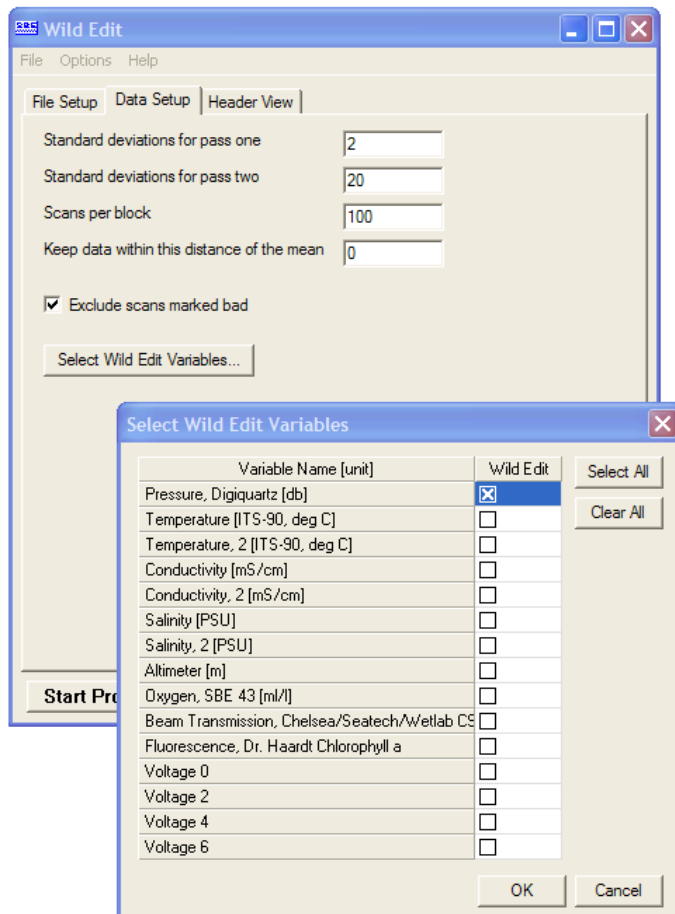 Wild Edit
File Options Help
File Setup Data Setup Header View
Standard deviations for pass one 2
Standard deviations for pass two 20
Scans per block 100
Keep data within this distance of the mean 0
Exclude scans marked bad
Select Wild Edit Variables...
Start Pro
Select Wild Edit Variables
Variable Name [unit] Wild Edit
Select All
Pressure, Digiquartz [db]
Clear All
Temperature [ITS-90, deg C]
Temperature, 2 [ITS-90, deg C]
Conductivity [mS/cm]
Conductivity, 2 [mS/cm]
Salinity [PSU]
Salinity, 2 [PSU]
Altimeter [m]
Oxygen, SBE 43 [ml/l]
Beam Transmission, Chelsea/Seatech/Wetlab CS
Fluorescence, Dr. Haardt Chlorophyll a
Voltage 0
Voltage 2
Voltage 4
Voltage 6
OK Cancel